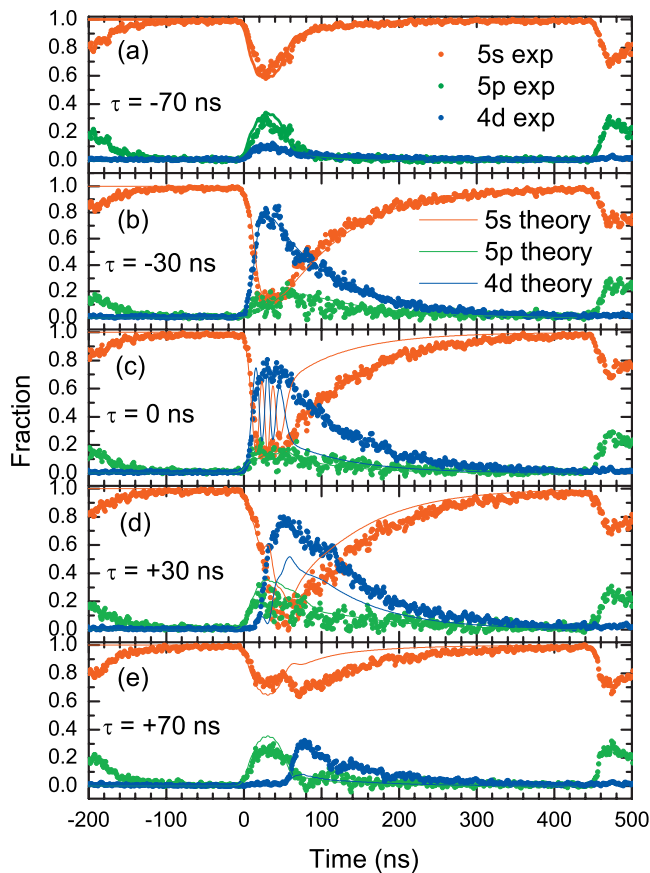 1.0
0.8
0.6
0.4
0.2
0.0
(a)
τ = -70 ns
5s exp
5p exp
4d exp
1.0
0.8
0.6
0.4
0.2
0.0
(b)
τ = -30 ns
5s theory
5p theory
4d theory
1.0
0.8
0.6
0.4
0.2
0.0
(c)
τ = 0 ns
1.0
0.8
0.6
0.4
0.2
0.0
(d)
τ = +30 ns
1.0
0.8
0.6
0.4
0.2
0.0
(e)
τ = +70 ns
Fraction
-200 -100 0 100 200 300 400 500
Time (ns)